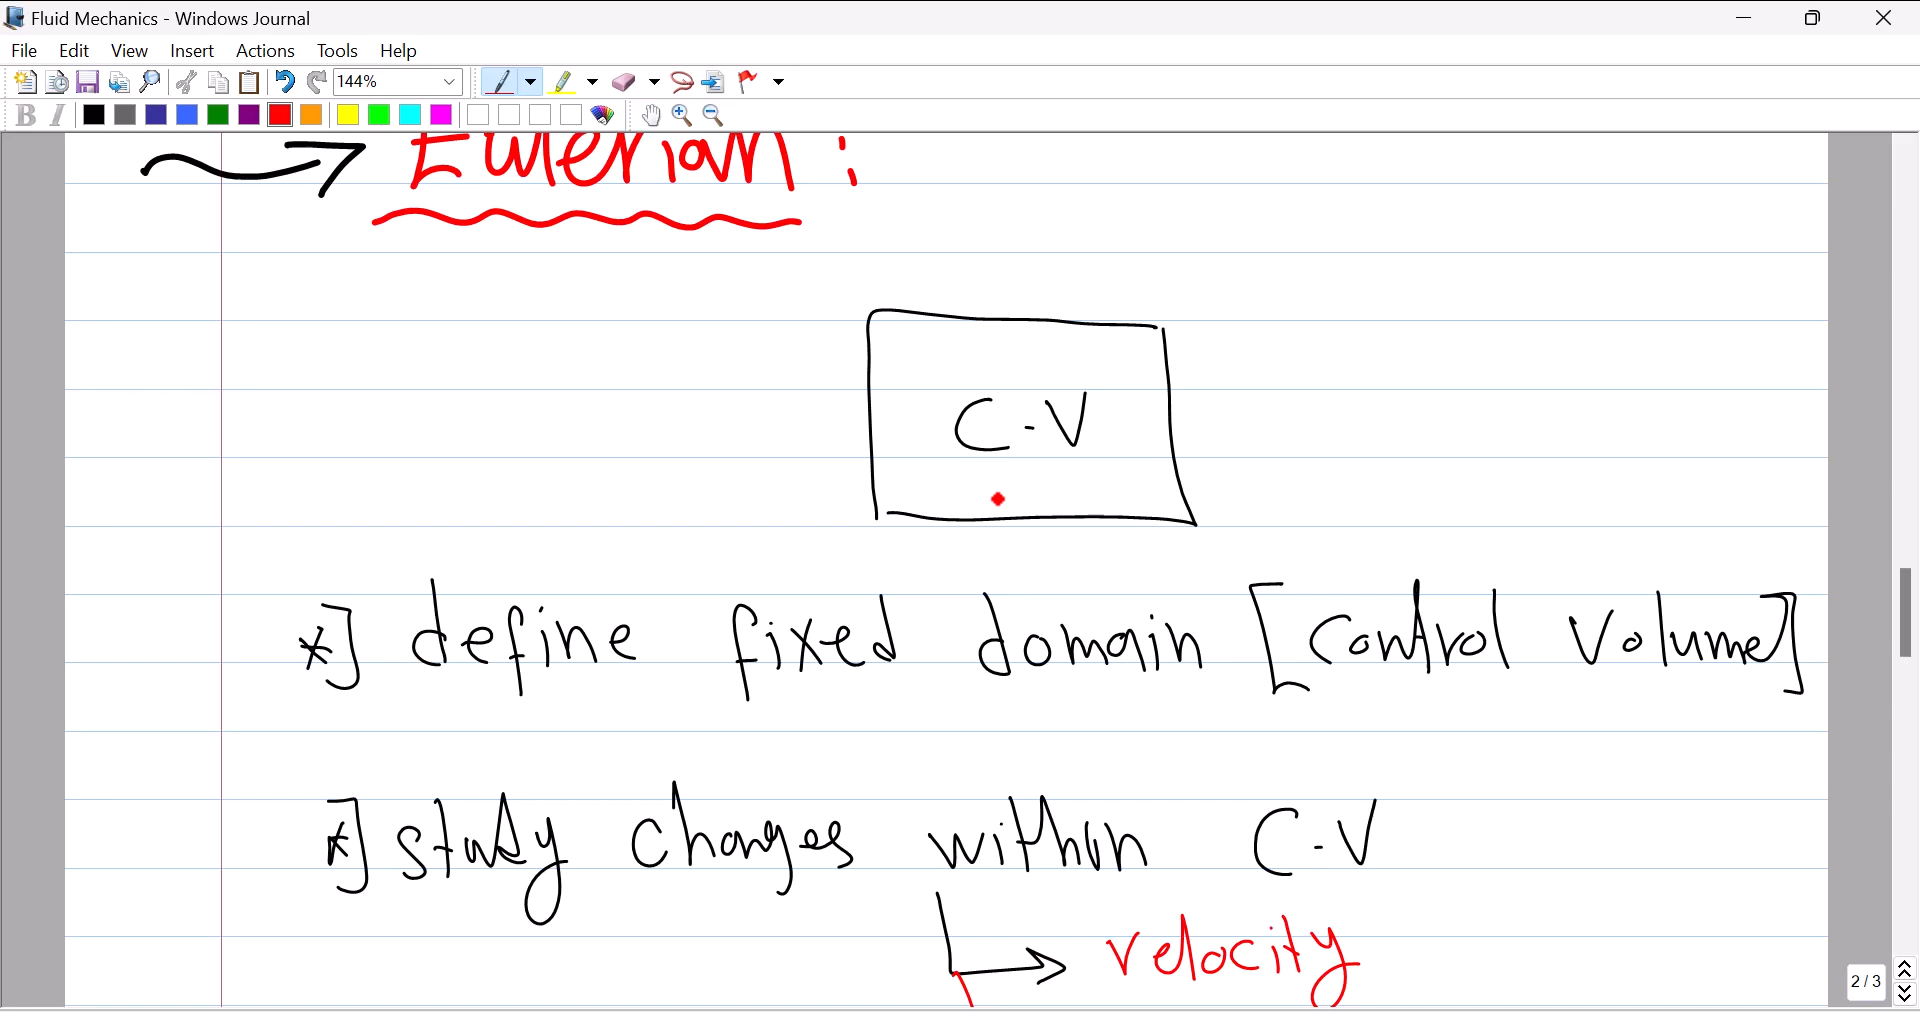 Fluid Mechanics - Windows Journal
File Edit View Insert Actions Tools Help
144%
B I
Eulerian :
C-V
*] define fixed domain [Control Volume]
*] study changes within C-V
velocity
2 / 3